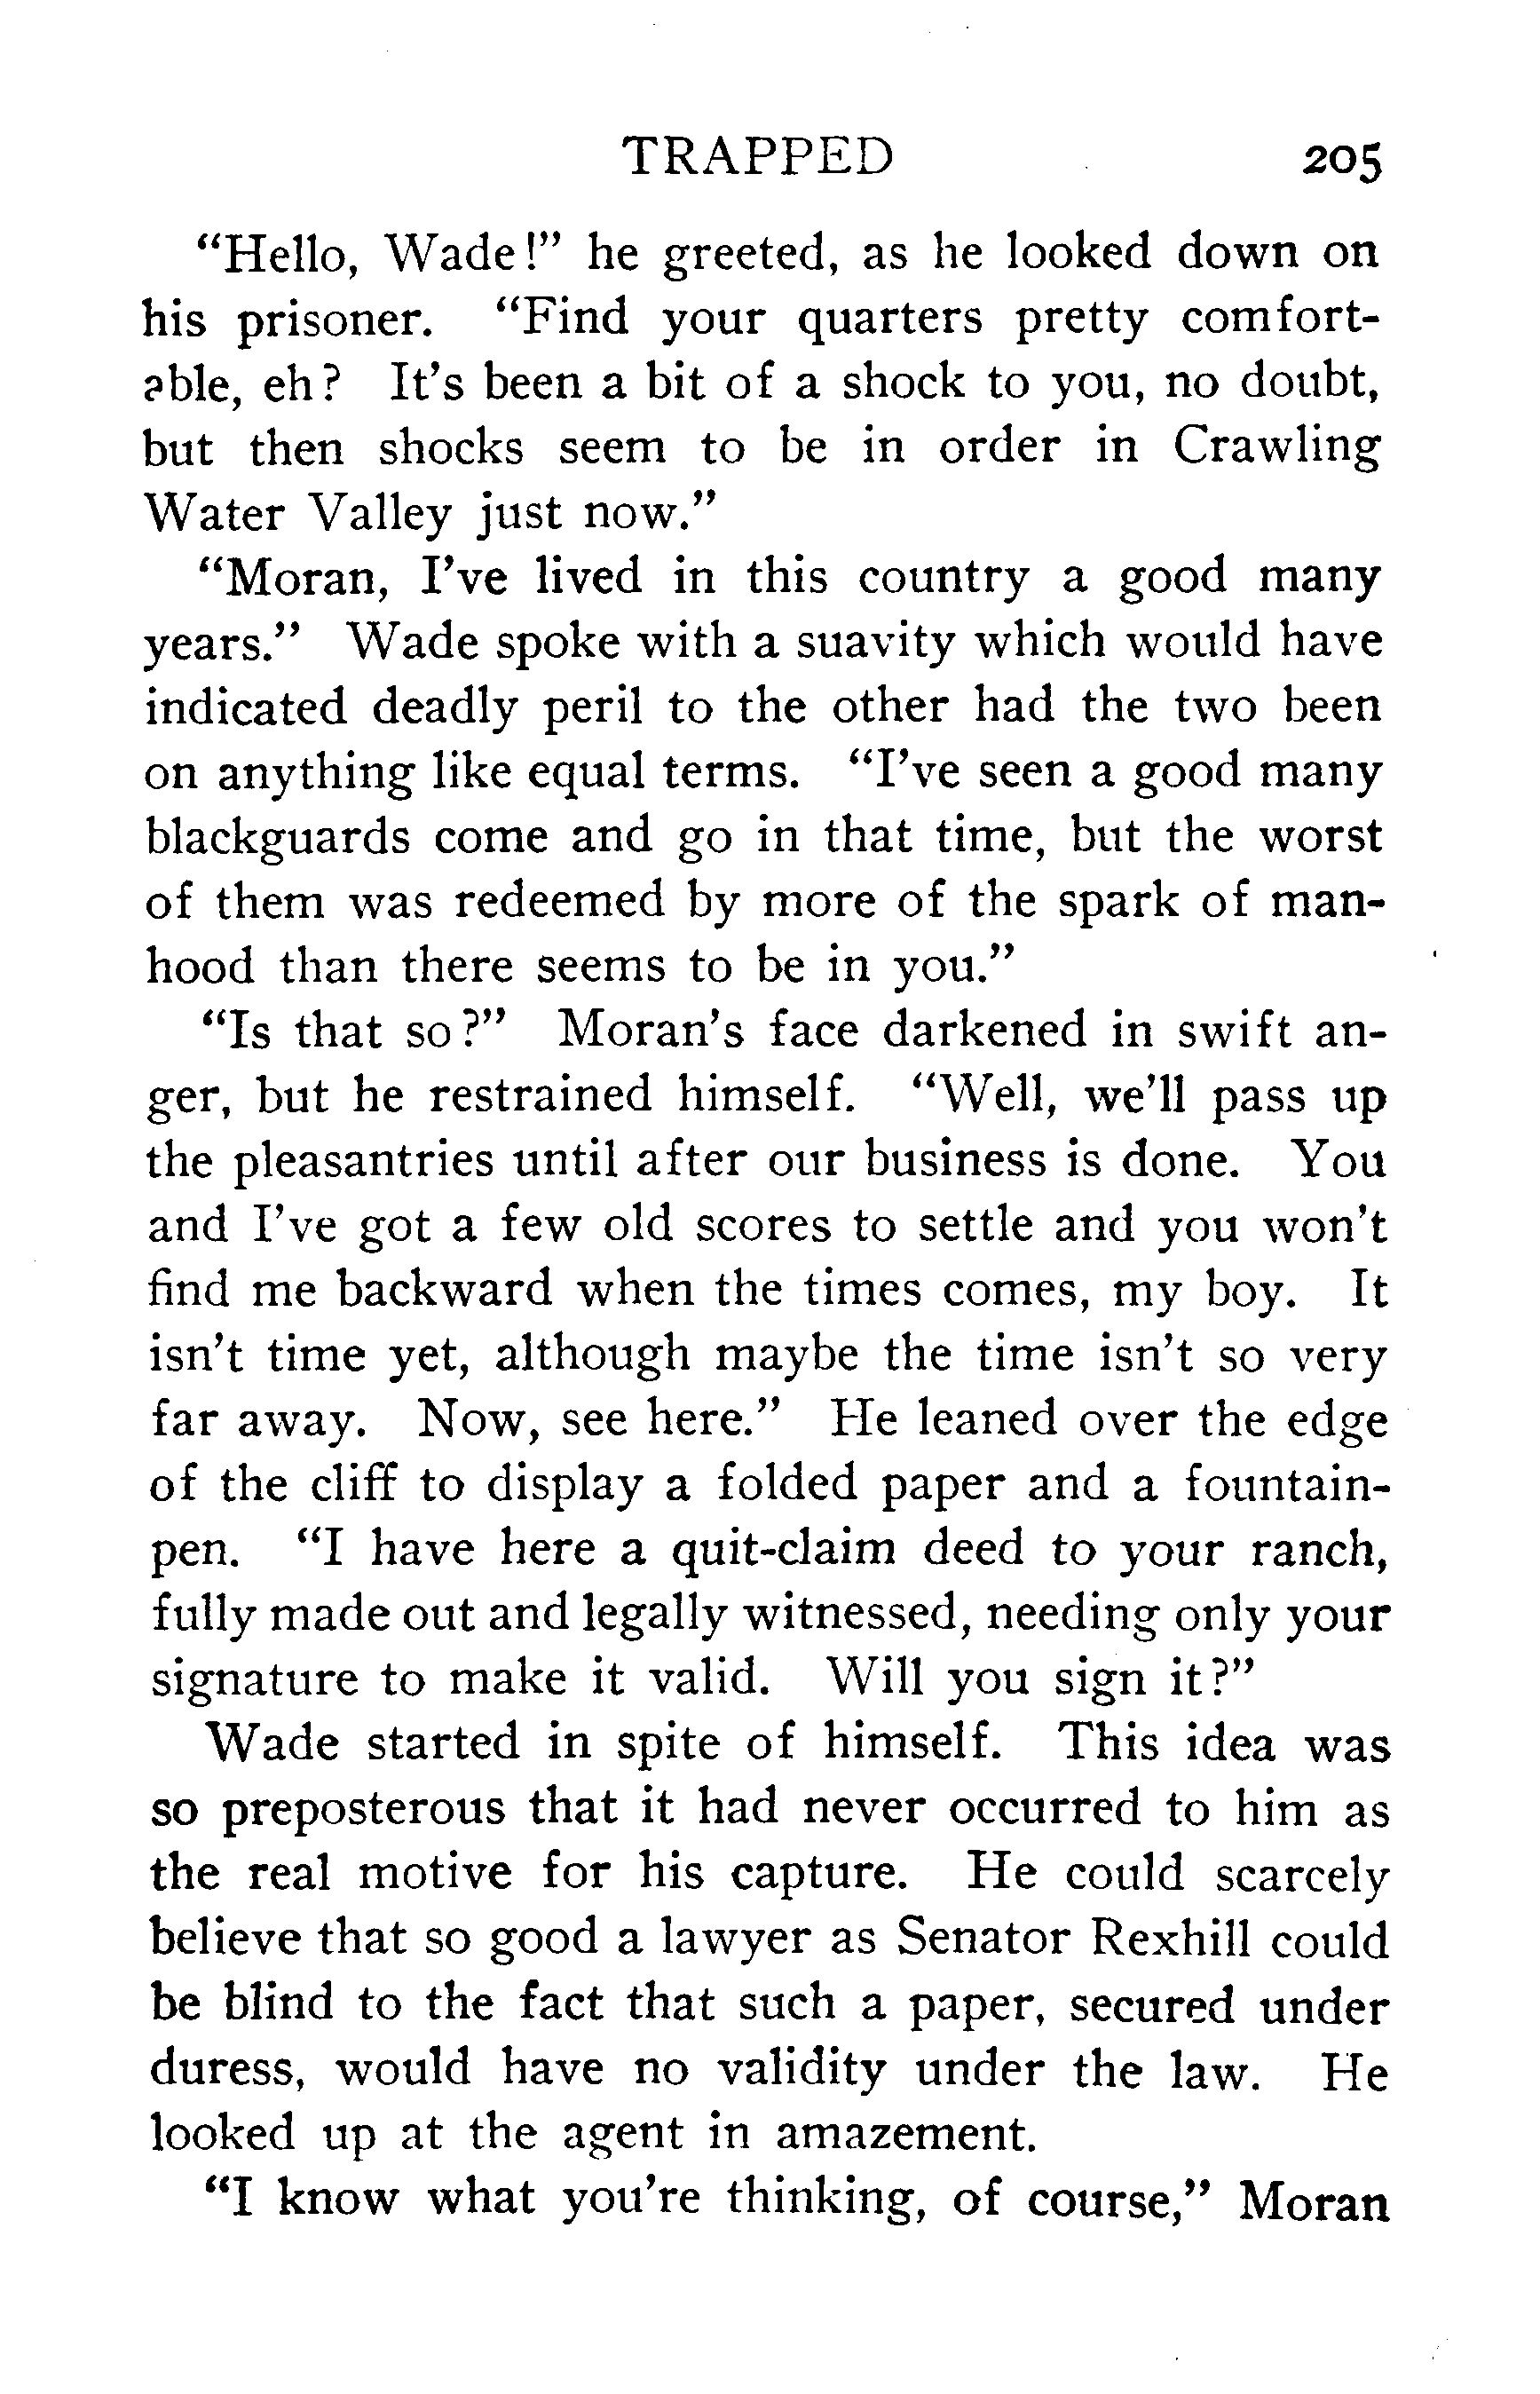 TRAPPED 205
"Hello, Wade!" he greeted, as he looked down on
his prisoner. "Find your quarters pretty comfort-
able, eh? It's been a bit of a shock to you, no doubt,
but then shocks seem to be in order in Crawling
Water Valley just now."
"Moran, I've lived in this country a good many
years." Wade spoke with a suavity which would have
indicated deadly peril to the other had the two been
on anything like equal terms. "I've seen a good many
blackguards come and go in that time, but the worst
of them was redeemed by more of the spark of man-
hood than there seems to be in you."
"Is that so?" Moran's face darkened in swift an-
ger, but he restrained himself. "Well, we'll pass up
the pleasantries until after our business is done. You
and I've got a few old scores to settle and you won't
find me backward when the times comes, my boy. It
isn't time yet, although maybe the time isn't so very
far away. Now, see here." He leaned over the edge
of the cliff to display a folded paper and a fountain-
pen. "I have here a quit-claim deed to your ranch,
fully made out and legally witnessed, needing only your
signature to make it valid. Will you sign it?"
Wade started in spite of himself. This idea was
so preposterous that it had never occurred to him as
the real motive for his capture. He could scarcely
believe that so good a lawyer as Senator Rexhill could
be blind to the fact that such a paper, secured under
duress, would have no validity under the law. He
looked up at the agent in amazement.
"I know what you're thinking, of course," Moran